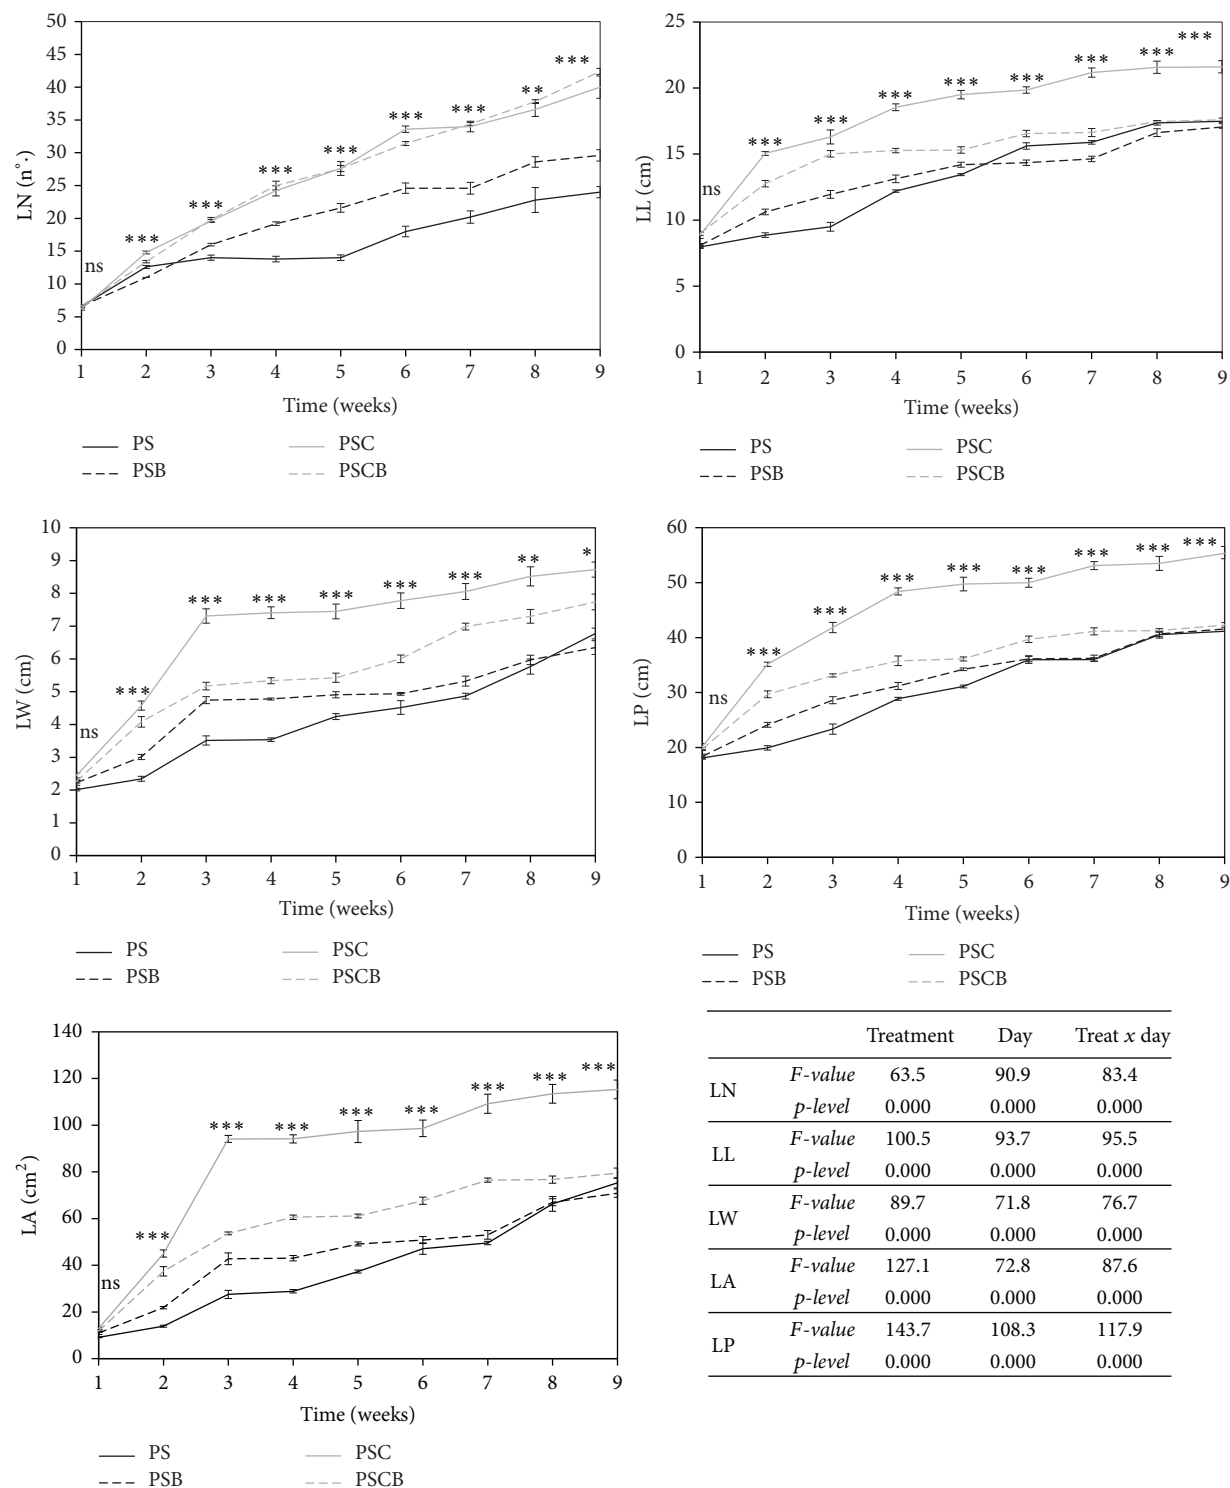 50
45
40
35
30
25
20
15
10
5
0
LN (n°·)
ns
***
***
***
***
***
***
**
***
1 2 3 4 5 6 7 8 9
Time (weeks)
PS PSC
PSB PSCB
25
20
15
10
5
0
LL (cm)
ns
***
***
***
***
***
***
***
***
1 2 3 4 5 6 7 8 9
Time (weeks)
PS PSC
PSB PSCB
10
9
8
7
6
5
4
3
2
1
0
LW (cm)
ns
***
***
***
***
***
***
**
*
1 2 3 4 5 6 7 8 9
Time (weeks)
PS PSC
PSB PSCB
60
50
40
30
20
10
0
LP (cm)
ns
***
***
***
***
***
***
***
***
1 2 3 4 5 6 7 8 9
Time (weeks)
PS PSC
PSB PSCB
140
120
100
80
60
40
20
0
LA (cm²)
ns
***
***
***
***
***
***
***
***
1 2 3 4 5 6 7 8 9
Time (weeks)
PS PSC
PSB PSCB
Treatment Day Treat x day
LN F-value 63.5 90.9 83.4
p-level 0.000 0.000 0.000
LL F-value 100.5 93.7 95.5
p-level 0.000 0.000 0.000
LW F-value 89.7 71.8 76.7
p-level 0.000 0.000 0.000
LA F-value 127.1 72.8 87.6
p-level 0.000 0.000 0.000
LP F-value 143.7 108.3 117.9
p-level 0.000 0.000 0.000